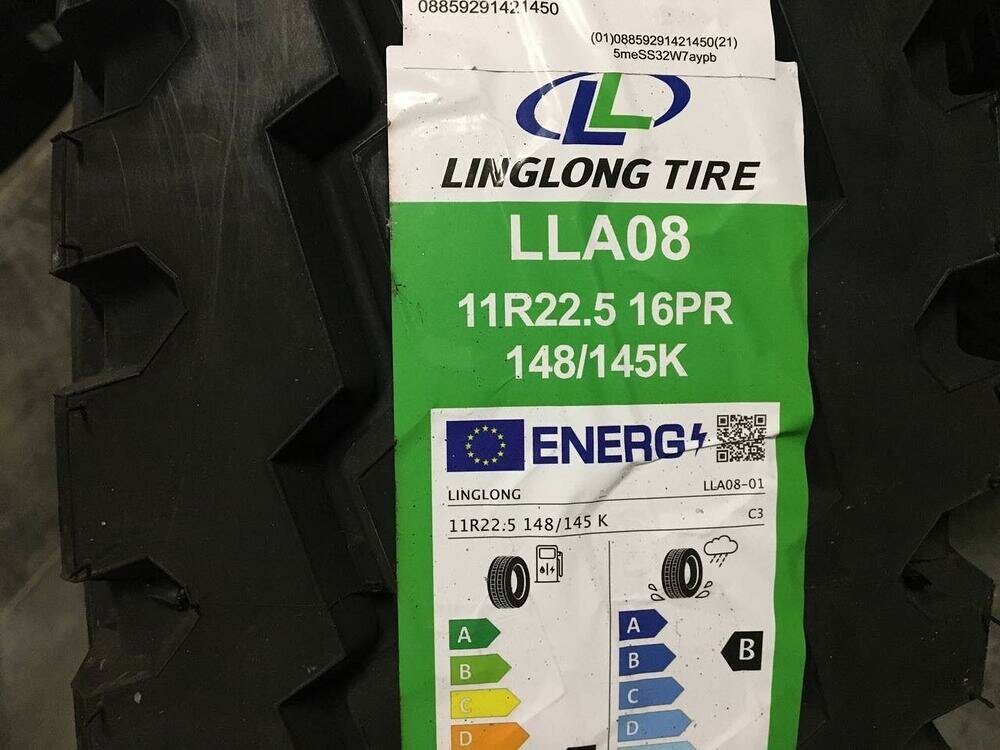 08859291421450
(01)08859291421450(21)
5meSS32W7aypb
LINGLONG TIRE
LLA08
11R22.5 16PR
148/145K
ENERG
LINGLONG LLA08-01
11R22.5 148/145 K C3
A A
B B B
C C
D D